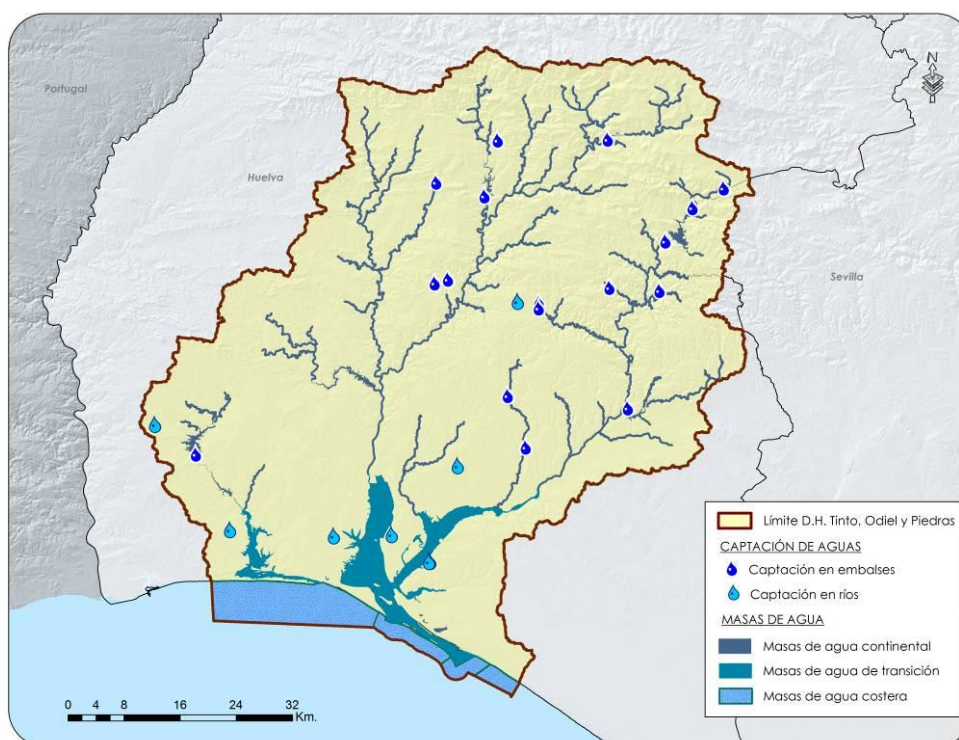 Portugal
N
Huelva
Sevilla
Límite D.H. Tinto, Odiel y Piedras
CAPTACIÓN DE AGUAS
Captación en embalses
Captación en ríos
MASAS DE AGUA
Masas de agua continental
Masas de agua de transición
Masas de agua costera
0 4 8 16 24 32
Km.